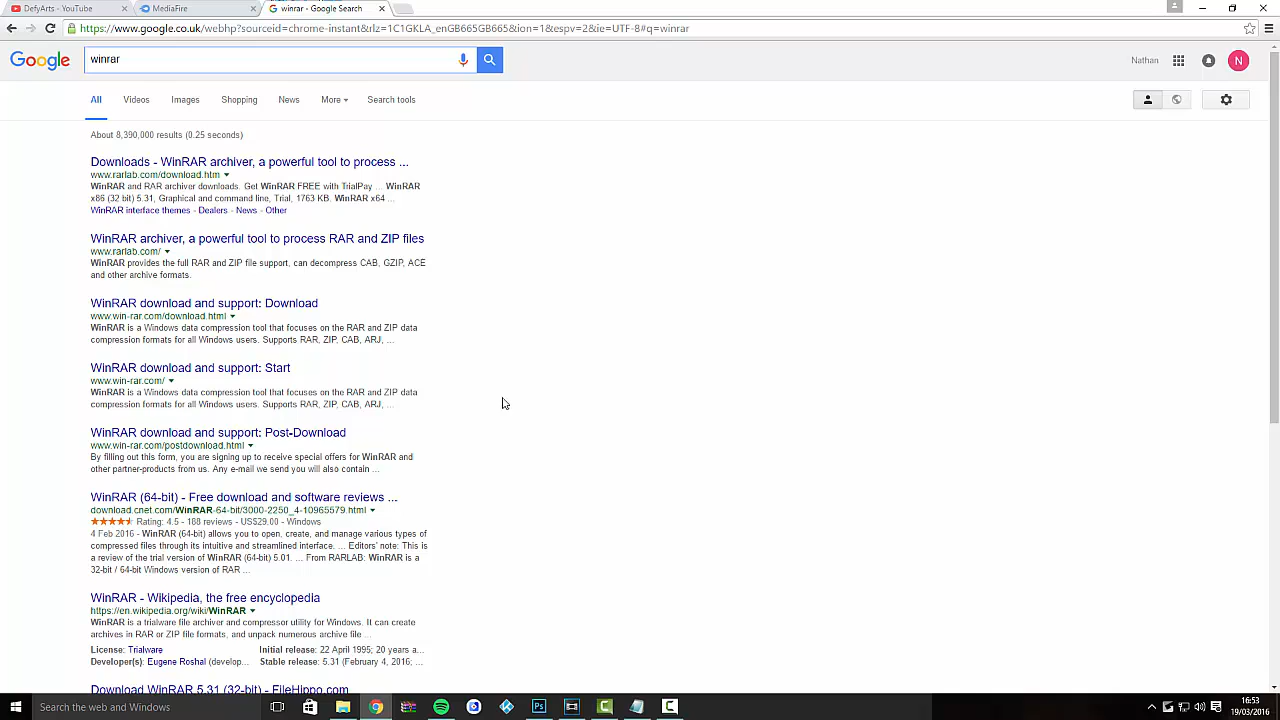 DefyArts - YouTube
MediaFire
winrar - Google Search
https://www.google.co.uk/webhp?sourceid=chrome-instant&rlz=1C1GKLA_enGB665GB665&ion=1&espv=2&ie=UTF-8#q=winrar
Google
winrar
Nathan
N
All Videos Images Shopping News More Search tools
About 8,390,000 results (0.25 seconds)
Downloads - WinRAR archiver, a powerful tool to process ...
www.rarlab.com/download.htm
WinRAR and RAR archiver downloads. Get WinRAR FREE with TrialPay ... WinRAR
x86 (32 bit) 5.31, Graphical and command line, Trial, 1763 KB. WinRAR x64 ...
WinRAR interface themes - Dealers - News - Other
WinRAR archiver, a powerful tool to process RAR and ZIP files
www.rarlab.com/
WinRAR provides the full RAR and ZIP file support, can decompress CAB, GZIP, ACE
and other archive formats.
WinRAR download and support: Download
www.win-rar.com/download.html
WinRAR is a Windows data compression tool that focuses on the RAR and ZIP data
compression formats for all Windows users. Supports RAR, ZIP, CAB, ARJ, ...
WinRAR download and support: Start
www.win-rar.com/
WinRAR is a Windows data compression tool that focuses on the RAR and ZIP data
compression formats for all Windows users. Supports RAR, ZIP, CAB, ARJ, ...
WinRAR download and support: Post-Download
www.win-rar.com/postdownload.html
By filling out this form, you are signing up to receive special offers for WinRAR and
other partner-products from us. Any e-mail we send you will also contain ...
WinRAR (64-bit) - Free download and software reviews ...
download.cnet.com/WinRAR-64-bit/3000-2250_4-10965579.html
Rating: 4.5 - 188 reviews - US$29.00 - Windows
4 Feb 2016 - WinRAR (64-bit) allows you to open, create, and manage various types of
compressed files through its intuitive and streamlined interface. ... Editors' note: This is
a review of the trial version of WinRAR (64-bit) 5.01. ... From RARLAB: WinRAR is a
32-bit / 64-bit Windows version of RAR ...
WinRAR - Wikipedia, the free encyclopedia
https://en.wikipedia.org/wiki/WinRAR
WinRAR is a trialware file archiver and compressor utility for Windows. It can create
archives in RAR or ZIP file formats, and unpack numerous archive file ...
License: Trialware Initial release: 22 April 1995; 20 years a...
Developer(s): Eugene Roshal (develop... Stable release: 5.31 (February 4, 2016; ...
Download WinRAR 5.31 (32-bit) - FileHippo.com
Search the web and Windows
16:53
19/03/2016